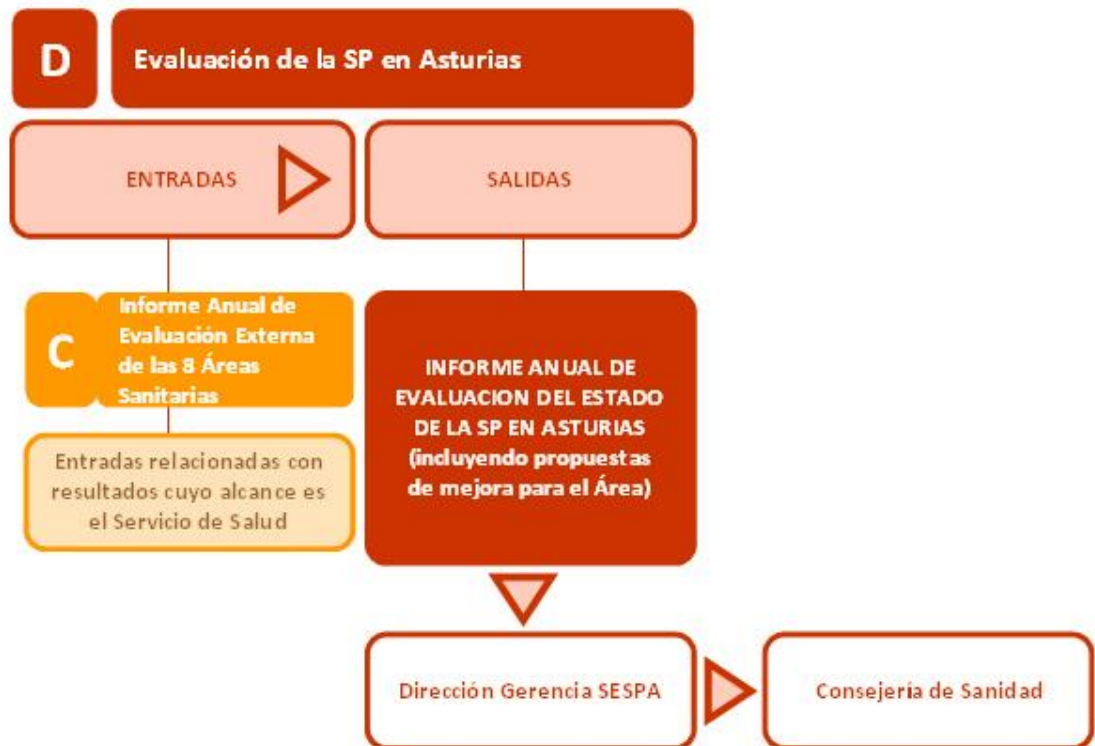 D
Evaluación de la SP en Asturias
ENTRADAS
SALIDAS
C
Informe Anual de
Evaluación Externa
de las 8 Áreas
Sanitarias
Entradas relacionadas con
resultados cuyo alcance es
el Servicio de Salud
INFORME ANUAL DE
EVALUACION DEL ESTADO
DE LA SP EN ASTURIAS
(incluyendo propuestas
de mejora para el Área)
Dirección Gerencia SESPA
Consejería de Sanidad